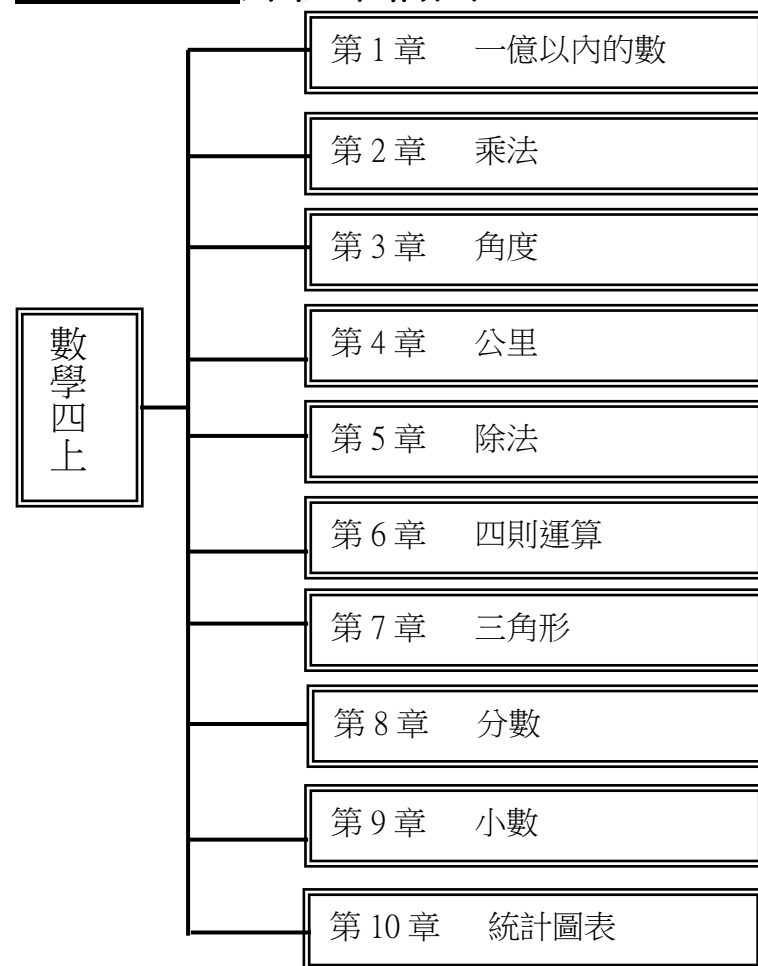 第 1 章 一億以內的數
第 2 章 乘法
第 3 章 角度
第 4 章 公里
數學四上
第 5 章 除法
第 6 章 四則運算
第 7 章 三角形
第 8 章 分數
第 9 章 小數
第 10 章 統計圖表